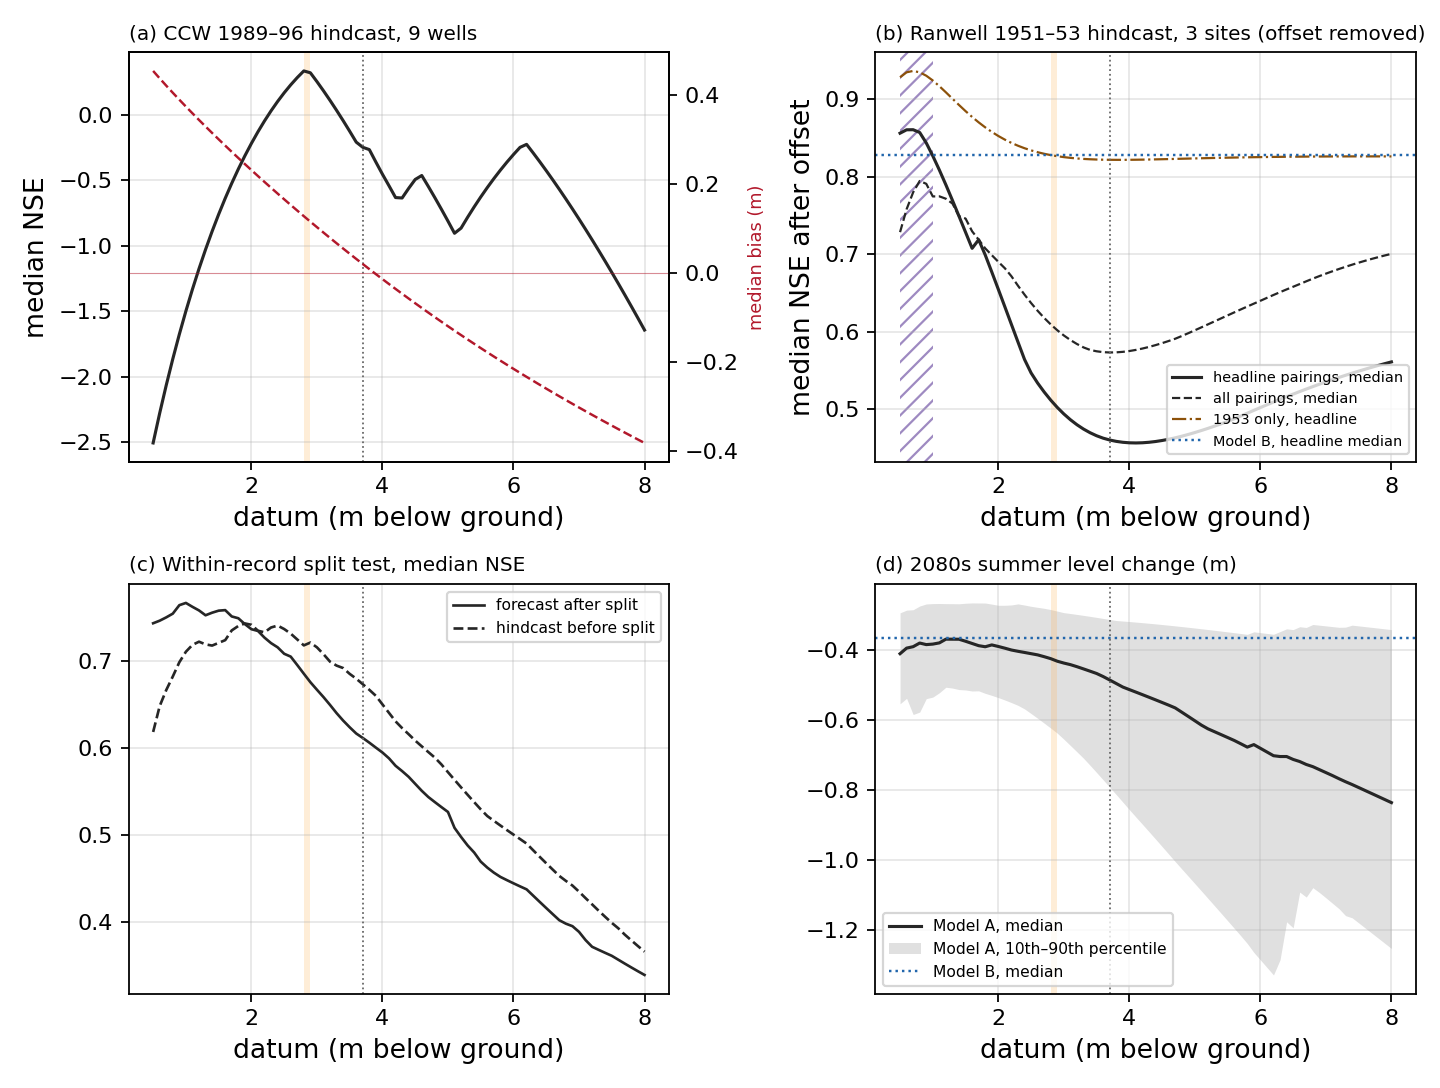 (a) CCW 1989–96 hindcast, 9 wells
median NSE
0.0
−0.5
−1.0
−1.5
−2.0
−2.5
0.4
0.2
0.0
−0.2
−0.4
median bias (m)
2 4 6 8
datum (m below ground)
(b) Ranwell 1951–53 hindcast, 3 sites (offset removed)
median NSE after offset
0.9
0.8
0.7
0.6
0.5
headline pairings, median
all pairings, median
1953 only, headline
Model B, headline median
2 4 6 8
datum (m below ground)
(c) Within-record split test, median NSE
0.7
0.6
0.5
0.4
forecast after split
hindcast before split
2 4 6 8
datum (m below ground)
(d) 2080s summer level change (m)
−0.4
−0.6
−0.8
−1.0
−1.2
Model A, median
Model A, 10th–90th percentile
Model B, median
2 4 6 8
datum (m below ground)